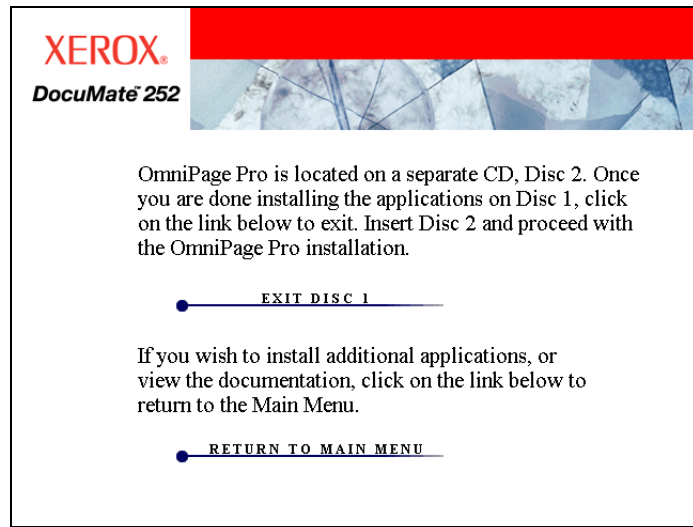 XEROX®
DocuMate™ 252
OmniPage Pro is located on a separate CD, Disc 2. Once
you are done installing the applications on Disc 1, click
on the link below to exit. Insert Disc 2 and proceed with
the OmniPage Pro installation.
EXIT DISC 1
If you wish to install additional applications, or
view the documentation, click on the link below to
return to the Main Menu.
RETURN TO MAIN MENU